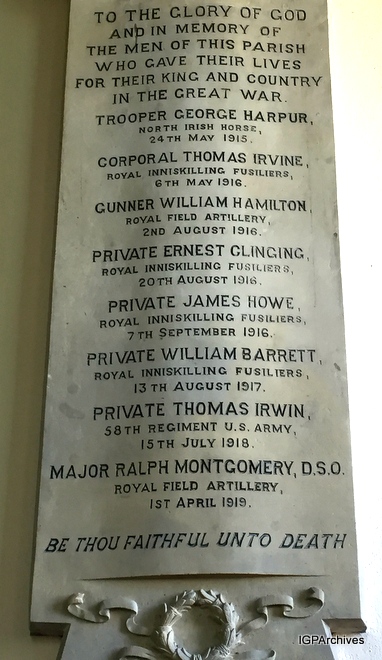 TO THE GLORY OF GOD
AND IN MEMORY OF
THE MEN OF THIS PARISH
WHO GAVE THEIR LIVES
FOR THEIR KING AND COUNTRY
IN THE GREAT WAR.
TROOPER GEORGE HARPUR,
NORTH IRISH HORSE,
24TH MAY 1915.
CORPORAL THOMAS IRVINE,
ROYAL INNISKILLING FUSILIERS,
6TH MAY 1916.
GUNNER WILLIAM HAMILTON,
ROYAL FIELD ARTILLERY,
2ND AUGUST 1916.
PRIVATE ERNEST CLINGING,
ROYAL INNISKILLING FUSILIERS,
20TH AUGUST 1916.
PRIVATE JAMES HOWE,
ROYAL INNISKILLING FUSILIERS,
7TH SEPTEMBER 1916.
PRIVATE WILLIAM BARRETT,
ROYAL INNISKILLING FUSILIERS,
13TH AUGUST 1917.
PRIVATE THOMAS IRWIN,
58TH REGIMENT U.S. ARMY,
15TH JULY 1918.
MAJOR RALPH MONTGOMERY, D.S.O.
ROYAL FIELD ARTILLERY,
1ST APRIL 1919.
BE THOU FAITHFUL UNTO DEATH
IGPArchives